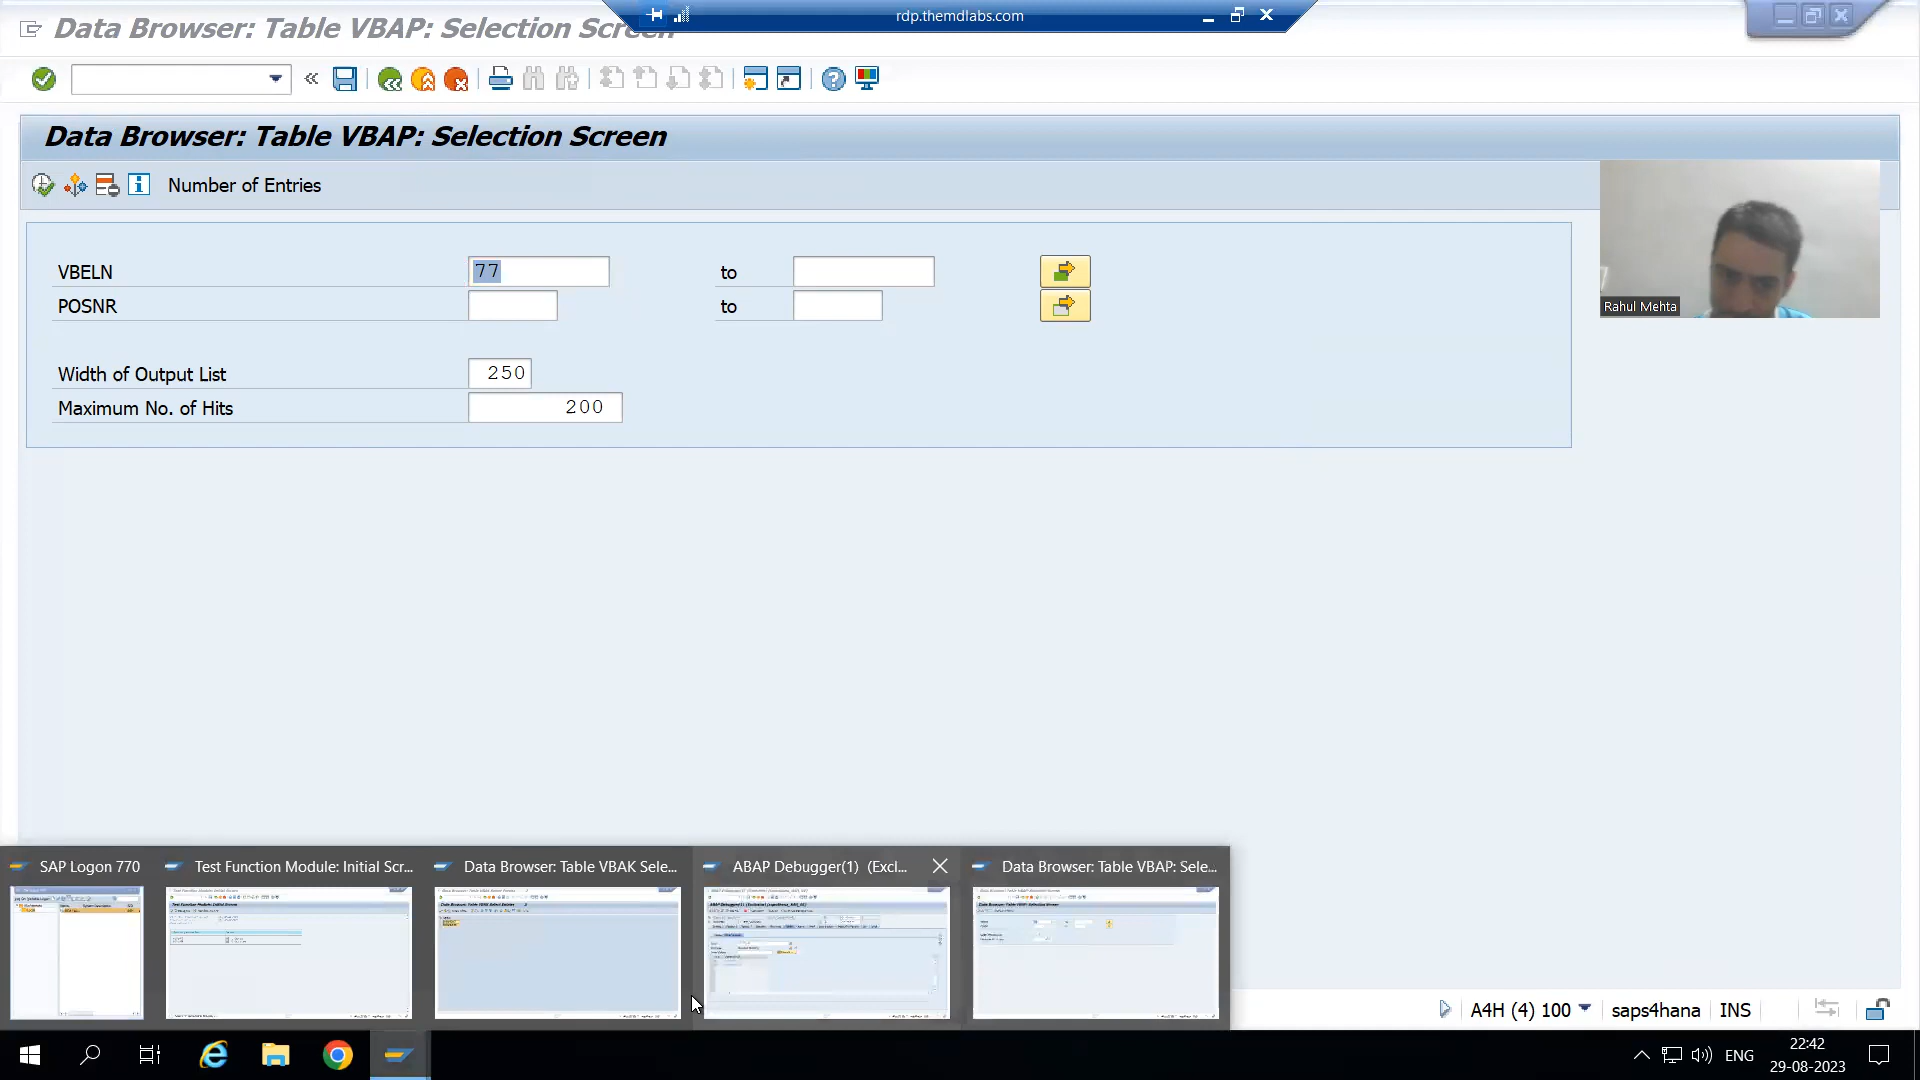 Data Browser: Table VBAP: Selection Screen
rdp.themdlabs.com
Data Browser: Table VBAP: Selection Screen
Number of Entries
VBELN 77 to
POSNR to
Width of Output List 250
Maximum No. of Hits 200
Rahul Mehta
SAP Logon 770
Test Function Module: Initial Scr...
Data Browser: Table VBAK Sele...
ABAP Debugger(1) (Excl...
Data Browser: Table VBAP: Sele...
A4H (4) 100 saps4hana INS
ENG
22:42
29-08-2023